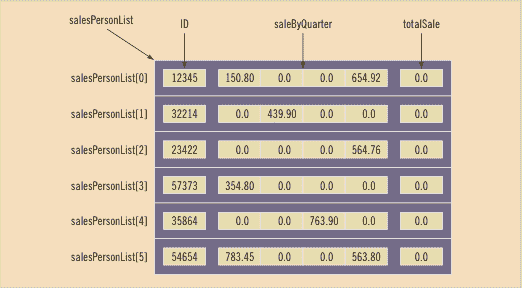 salesPersonList ID saleByQuarter totalSale
salesPersonList[0] 12345 150.80 0.0 0.0 654.92 0.0
salesPersonList[1] 32214 0.0 439.90 0.0 0.0 0.0
salesPersonList[2] 23422 0.0 0.0 0.0 564.76 0.0
salesPersonList[3] 57373 354.80 0.0 0.0 0.0 0.0
salesPersonList[4] 35864 0.0 0.0 763.90 0.0 0.0
salesPersonList[5] 54654 783.45 0.0 0.0 563.80 0.0